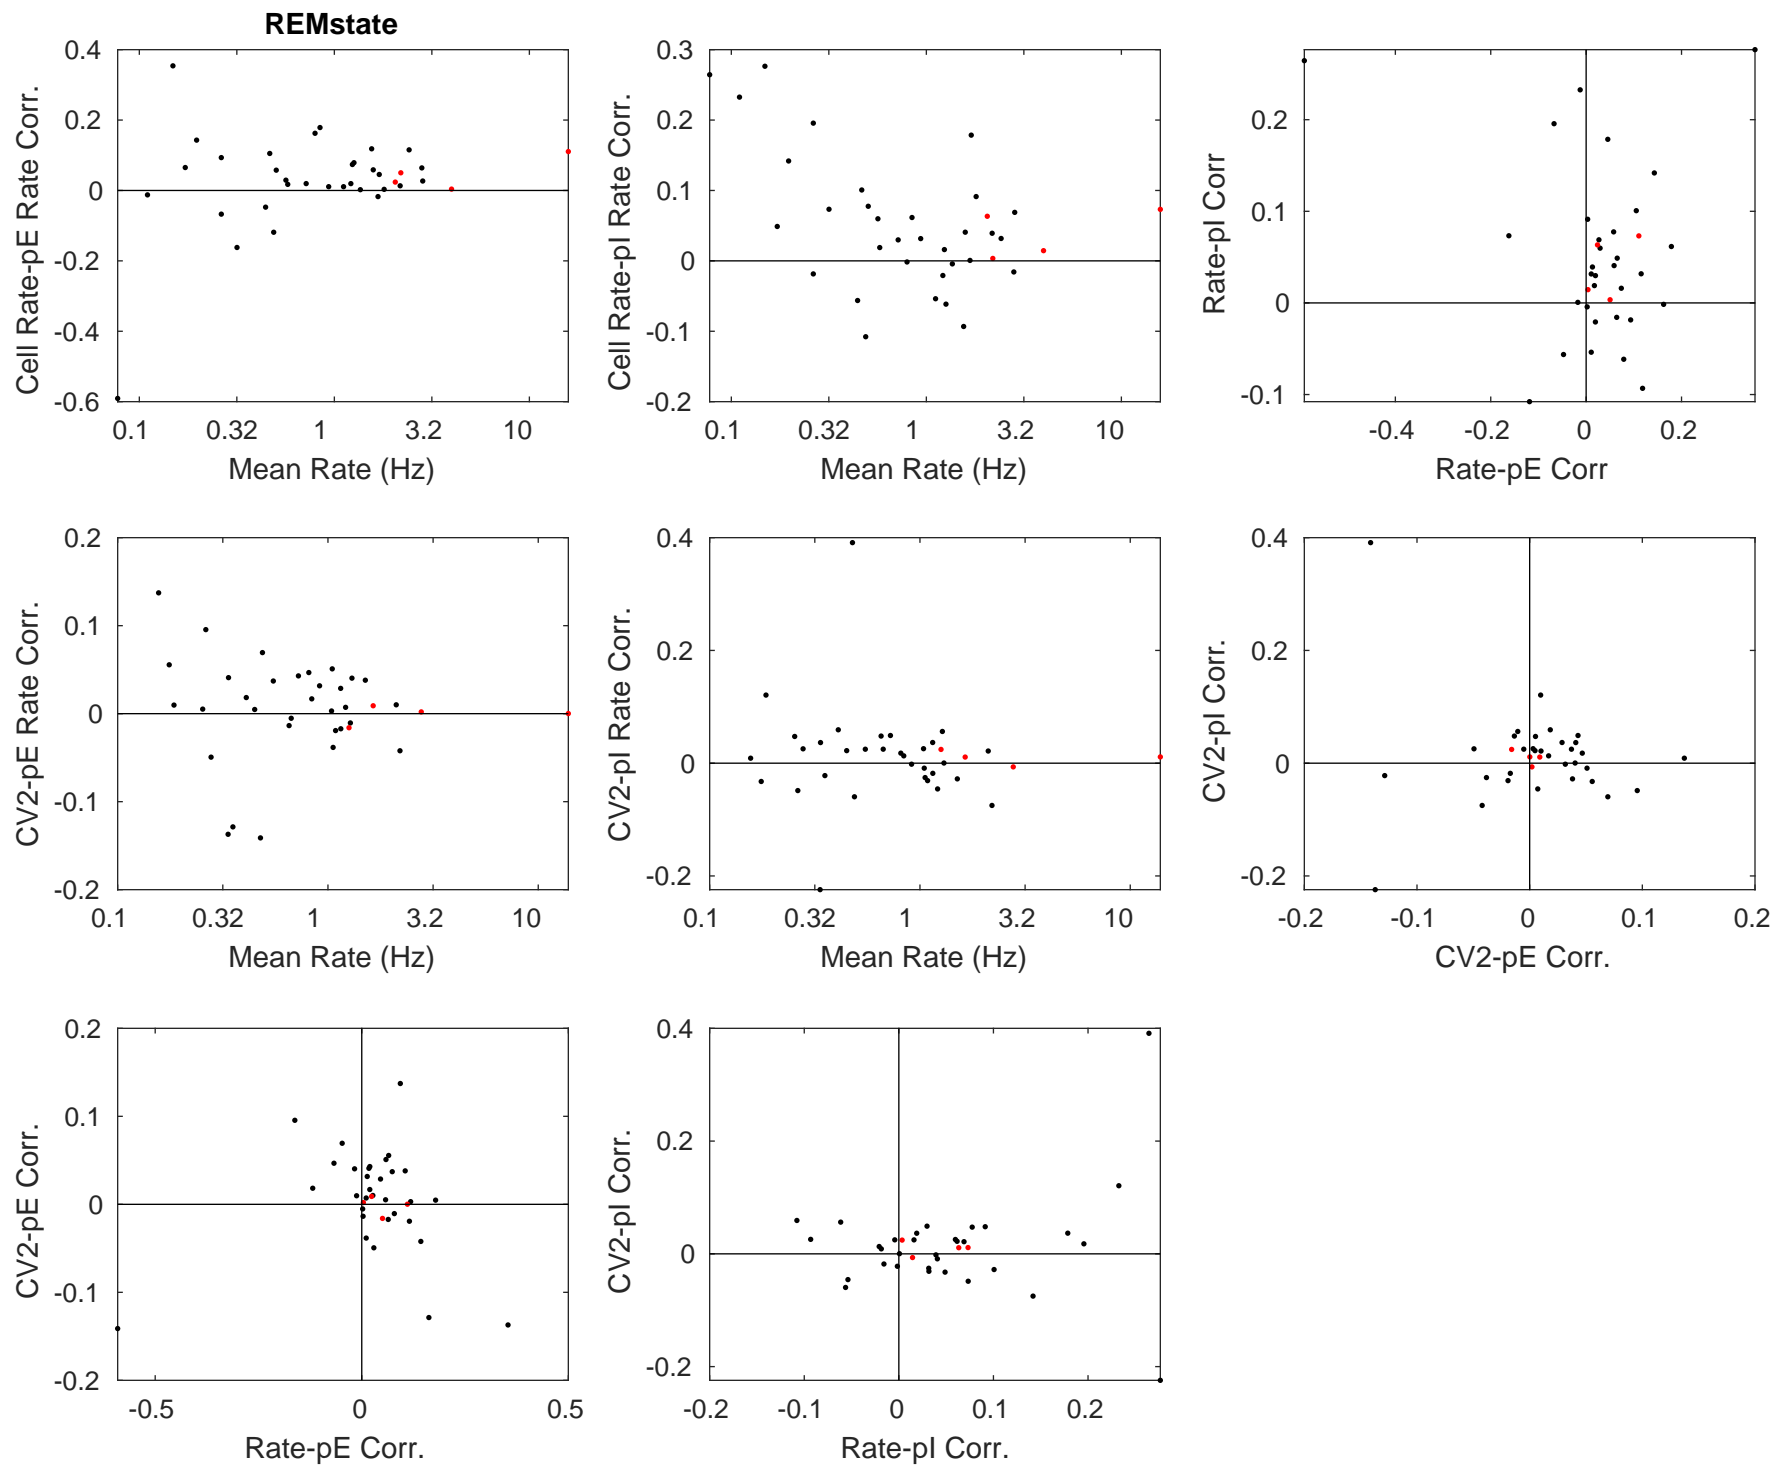 REMstate
Cell Rate-pE Rate Corr.
0.4
0.2
0
-0.2
-0.4
-0.6
0.1 0.32 1 3.2 10
Mean Rate (Hz)
Cell Rate-pI Rate Corr.
0.3
0.2
0.1
0
-0.1
-0.2
0.1 0.32 1 3.2 10
Mean Rate (Hz)
Rate-pI Corr
0.2
0.1
0
-0.1
-0.4 -0.2 0 0.2
Rate-pE Corr
CV2-pE Rate Corr.
0.2
0.1
0
-0.1
-0.2
0.1 0.32 1 3.2 10
Mean Rate (Hz)
CV2-pI Rate Corr.
0.4
0.2
0
-0.2
0.1 0.32 1 3.2 10
Mean Rate (Hz)
CV2-pI Corr.
0.4
0.2
0
-0.2
-0.2 -0.1 0 0.1 0.2
CV2-pE Corr.
CV2-pE Corr.
0.2
0.1
0
-0.1
-0.2
-0.5 0 0.5
Rate-pE Corr.
CV2-pI Corr.
0.4
0.2
0
-0.2
-0.2 -0.1 0 0.1 0.2
Rate-pI Corr.